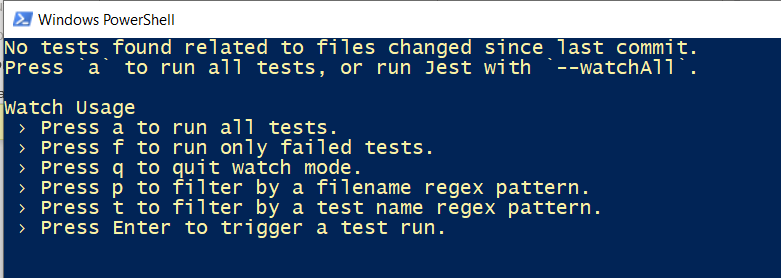 Windows PowerShell
No tests found related to files changed since last commit.
Press `a` to run all tests, or run Jest with `--watchAll`.
Watch Usage
› Press a to run all tests.
› Press f to run only failed tests.
› Press q to quit watch mode.
› Press p to filter by a filename regex pattern.
› Press t to filter by a test name regex pattern.
› Press Enter to trigger a test run.